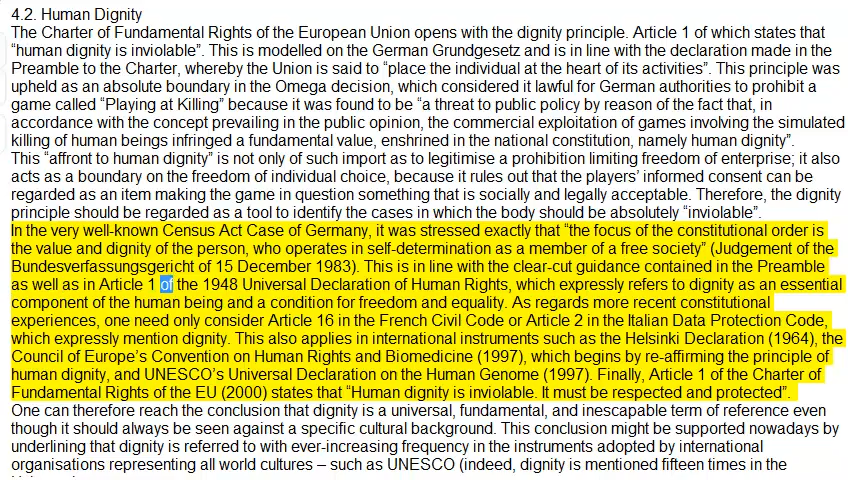 4.2. Human Dignity
The Charter of Fundamental Rights of the European Union opens with the dignity principle. Article 1 of which states that
“human dignity is inviolable”. This is modelled on the German Grundgesetz and is in line with the declaration made in the
Preamble to the Charter, whereby the Union is said to “place the individual at the heart of its activities”. This principle was
upheld as an absolute boundary in the Omega decision, which considered it lawful for German authorities to prohibit a
game called “Playing at Killing” because it was found to be “a threat to public policy by reason of the fact that, in
accordance with the concept prevailing in the public opinion, the commercial exploitation of games involving the simulated
killing of human beings infringed a fundamental value, enshrined in the national constitution, namely human dignity”.
This “affront to human dignity” is not only of such import as to legitimise a prohibition limiting freedom of enterprise; it also
acts as a boundary on the freedom of individual choice, because it rules out that the players’ informed consent can be
regarded as an item making the game in question something that is socially and legally acceptable. Therefore, the dignity
principle should be regarded as a tool to identify the cases in which the body should be absolutely “inviolable”.
In the very well-known Census Act Case of Germany, it was stressed exactly that “the focus of the constitutional order is
the value and dignity of the person, who operates in self-determination as a member of a free society” (Judgement of the
Bundesverfassungsgericht of 15 December 1983). This is in line with the clear-cut guidance contained in the Preamble
as well as in Article 1 of the 1948 Universal Declaration of Human Rights, which expressly refers to dignity as an essential
component of the human being and a condition for freedom and equality. As regards more recent constitutional
experiences, one need only consider Article 16 in the French Civil Code or Article 2 in the Italian Data Protection Code,
which expressly mention dignity. This also applies in international instruments such as the Helsinki Declaration (1964), the
Council of Europe’s Convention on Human Rights and Biomedicine (1997), which begins by re-affirming the principle of
human dignity, and UNESCO’s Universal Declaration on the Human Genome (1997). Finally, Article 1 of the Charter of
Fundamental Rights of the EU (2000) states that “Human dignity is inviolable. It must be respected and protected”.
One can therefore reach the conclusion that dignity is a universal, fundamental, and inescapable term of reference even
though it should always be seen against a specific cultural background. This conclusion might be supported nowadays by
underlining that dignity is referred to with ever-increasing frequency in the instruments adopted by international
organisations representing all world cultures – such as UNESCO (indeed, dignity is mentioned fifteen times in the